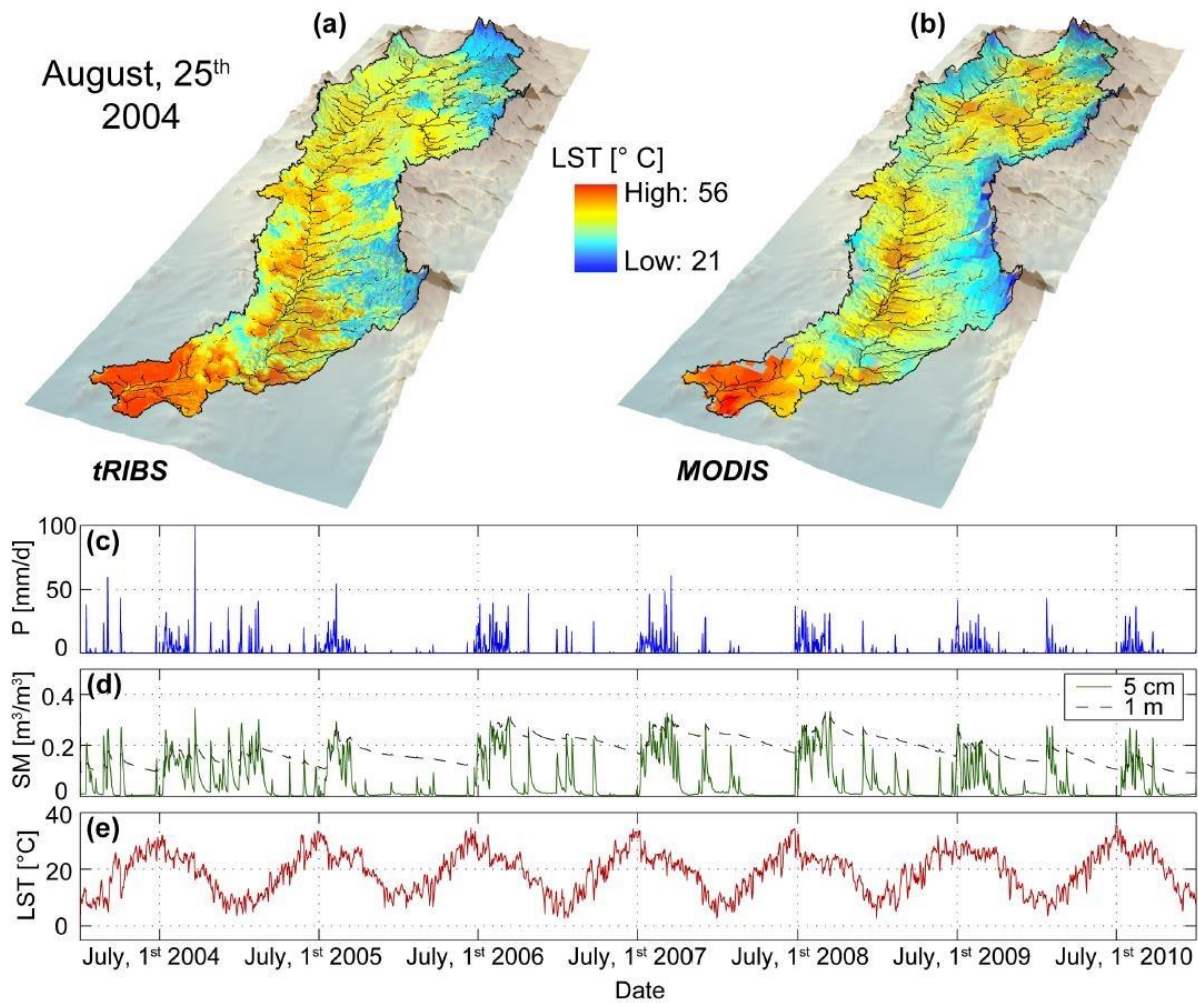 (a)
(b)
August, 25th
2004
LST [° C]
High: 56
Low: 21
tRIBS
MODIS
100
50
0
P [mm/d]
(c)
0.4
0.2
0
SM [m³/m³]
(d)
5 cm
1 m
40
20
0
LST [°C]
(e)
July, 1st 2004
July, 1st 2005
July, 1st 2006
July, 1st 2007
July, 1st 2008
July, 1st 2009
July, 1st 2010
Date